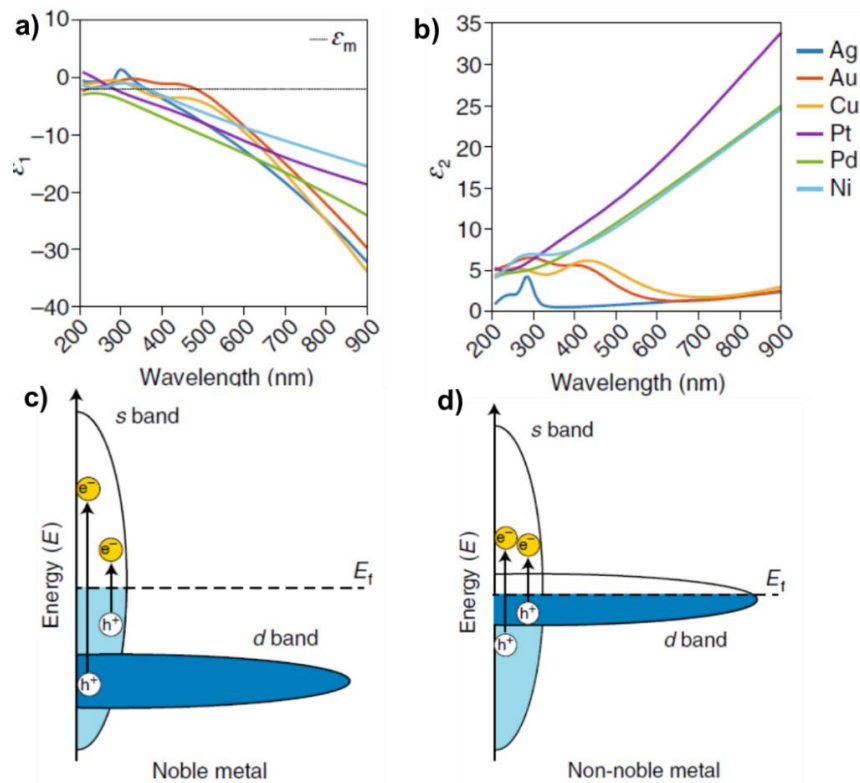 a)
10
0
−10
−20
−30
−40
ε1
−εm
200
300
400
500
600
700
800
900
Wavelength (nm)
b)
35
30
25
20
15
10
5
0
ε2
200
300
400
500
600
700
800
900
Wavelength (nm)
Ag
Au
Cu
Pt
Pd
Ni
c)
s band
e−
e−
Energy (E)
Ef
h+
d band
h+
Noble metal
d)
s band
e−
e−
Energy (E)
Ef
h+
h+
d band
Non-noble metal